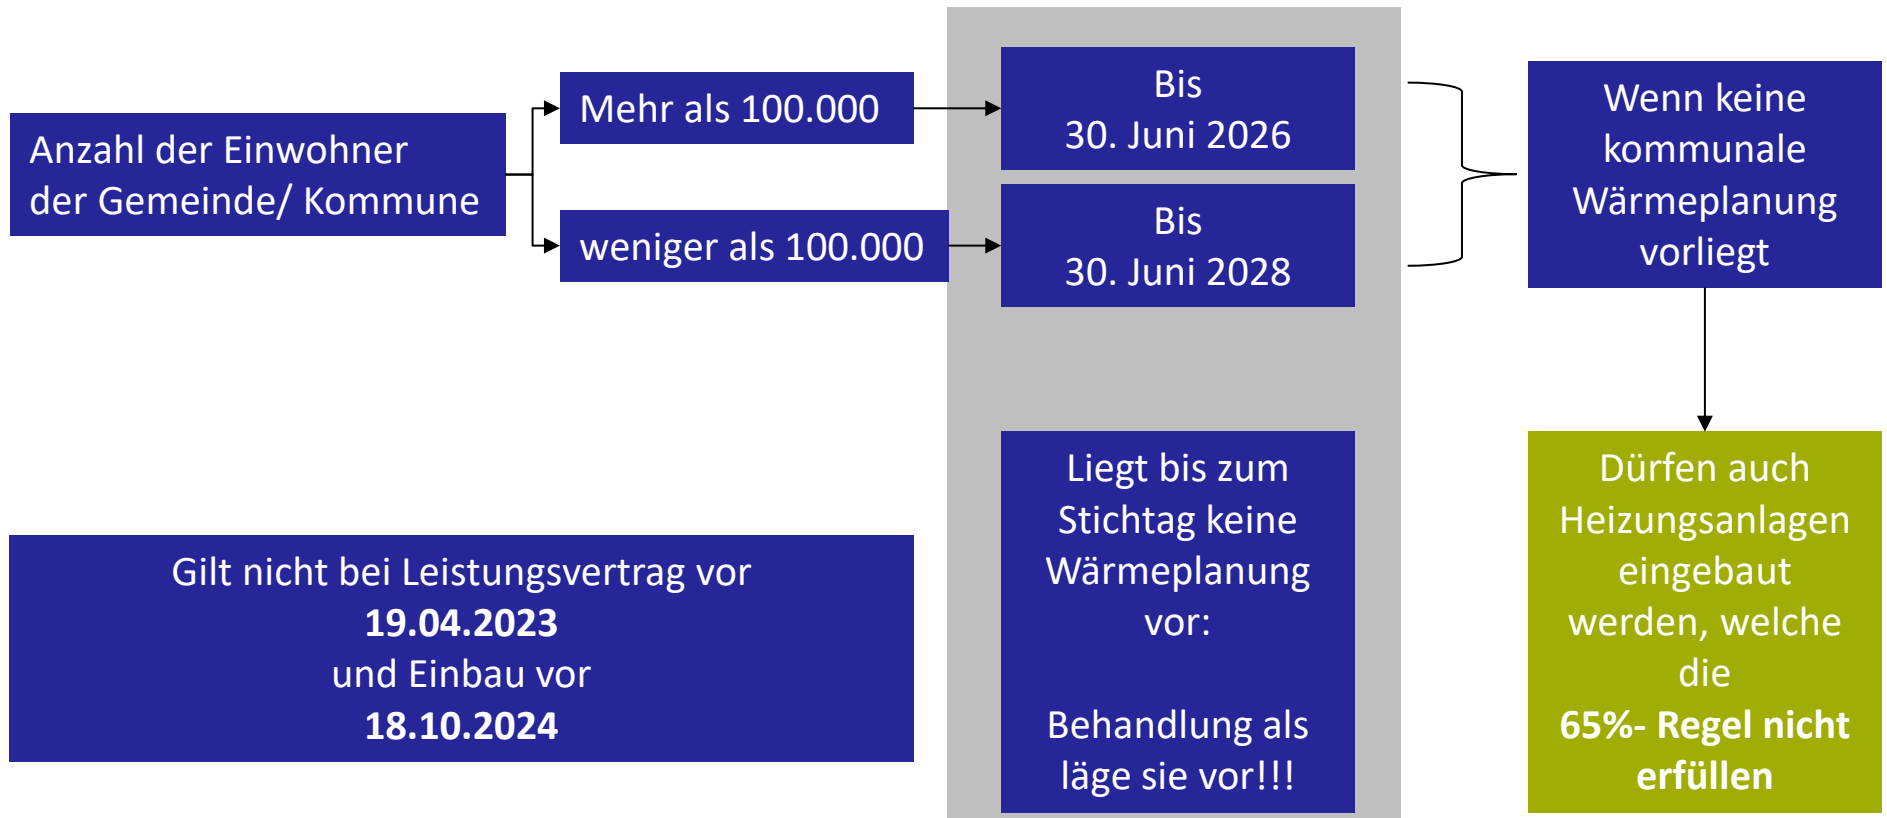 Anzahl der Einwohner
der Gemeinde/ Kommune
Mehr als 100.000
weniger als 100.000
Bis
30. Juni 2026
Bis
30. Juni 2028
Wenn keine
kommunale
Wärmeplanung
vorliegt
Gilt nicht bei Leistungsvertrag vor
19.04.2023
und Einbau vor
18.10.2024
Liegt bis zum
Stichtag keine
Wärmeplanung
vor:
Behandlung als
läge sie vor!!!
Dürfen auch
Heizungsanlagen
eingebaut
werden, welche
die
65%- Regel nicht
erfüllen